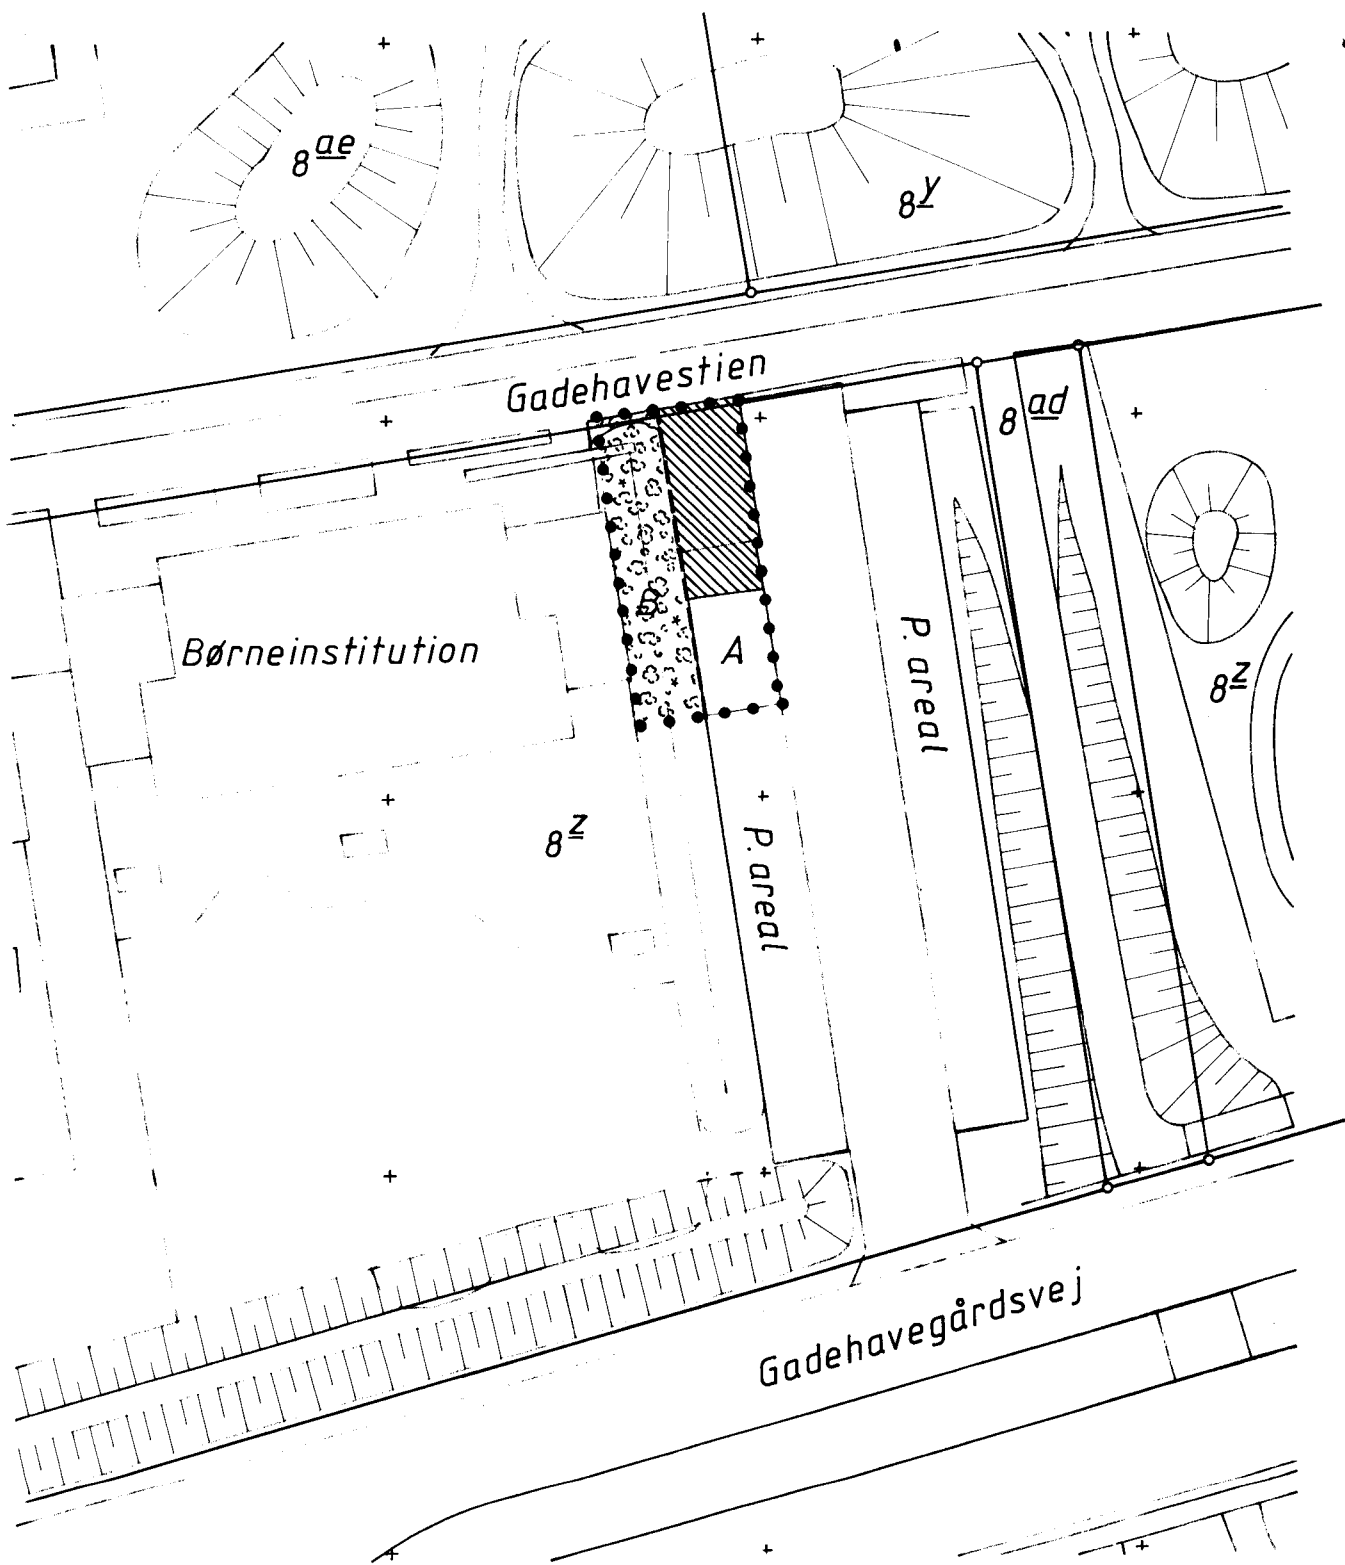 8ae
8y
Gadehavestien
8ad
B
Børneinstitution
A
P. areal
8z
8z
P. areal
Gadehavegårdsvej